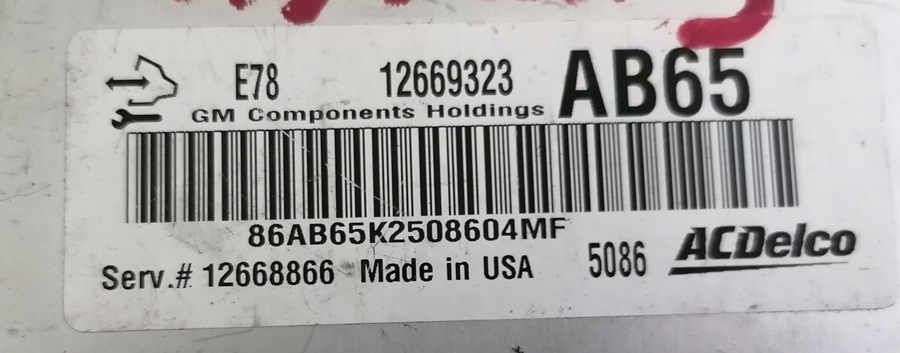 E78 12669323 AB65
GM Components Holdings
86AB65K2508604MF
Serv.# 12668866 Made in USA 5086 ACDelco